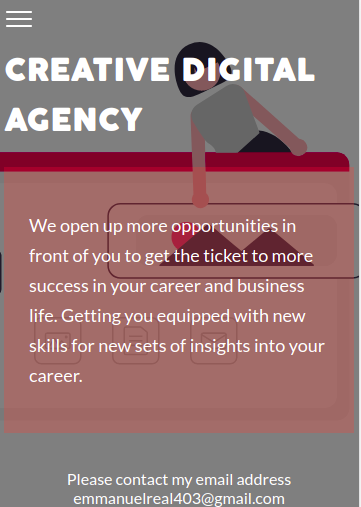 CREATIVE DIGITAL
AGENCY
We open up more opportunities in
front of you to get the ticket to more
success in your career and business
life. Getting you equipped with new
skills for new sets of insights into your
career.
Please contact my email address
emmanuelreal403@gmail.com